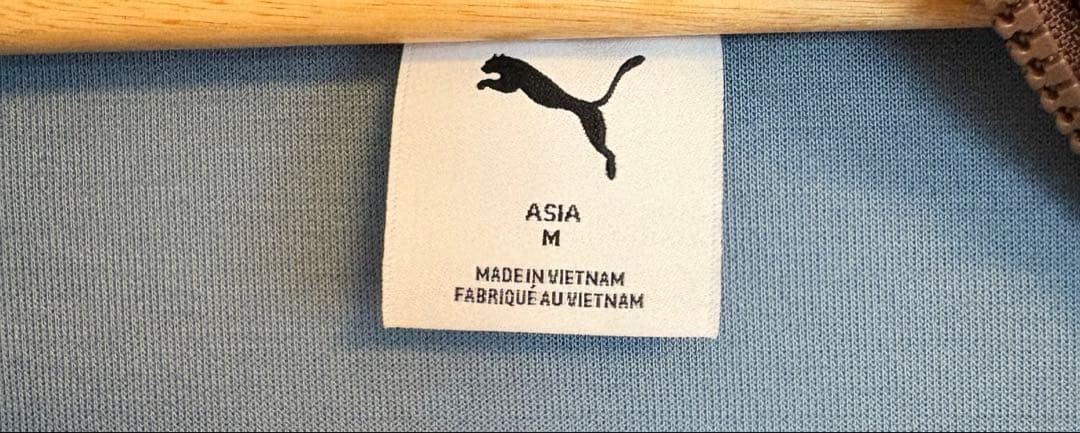 ASIA
M
MADE IN VIETNAM
FABRIQUÉ AU VIETNAM